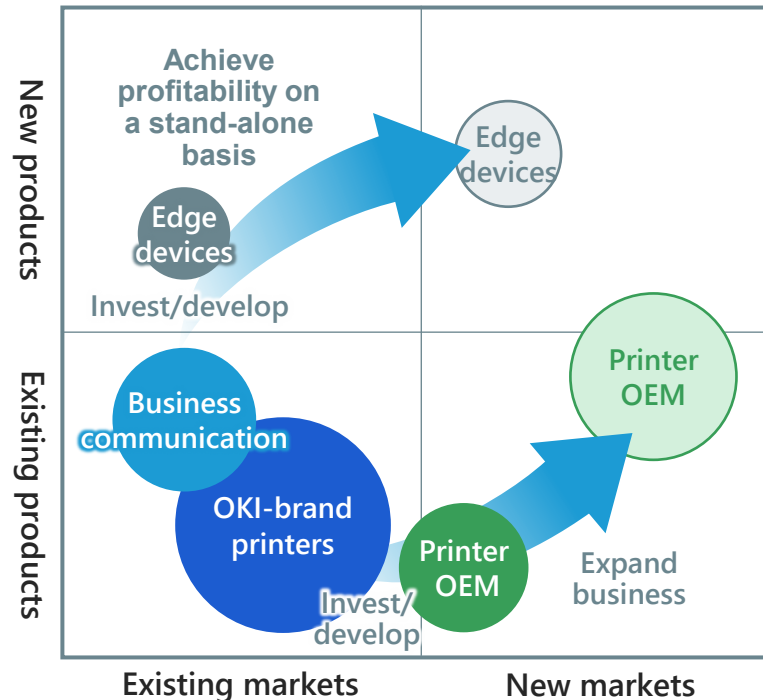 Achieve
profitability on
a stand-alone
basis
Edge
devices
Edge
devices
Invest/develop
New products
Printer
OEM
Business
communication
OKI-brand
printers
Printer
OEM
Invest/
develop
Expand
business
Existing products
Existing markets
New markets